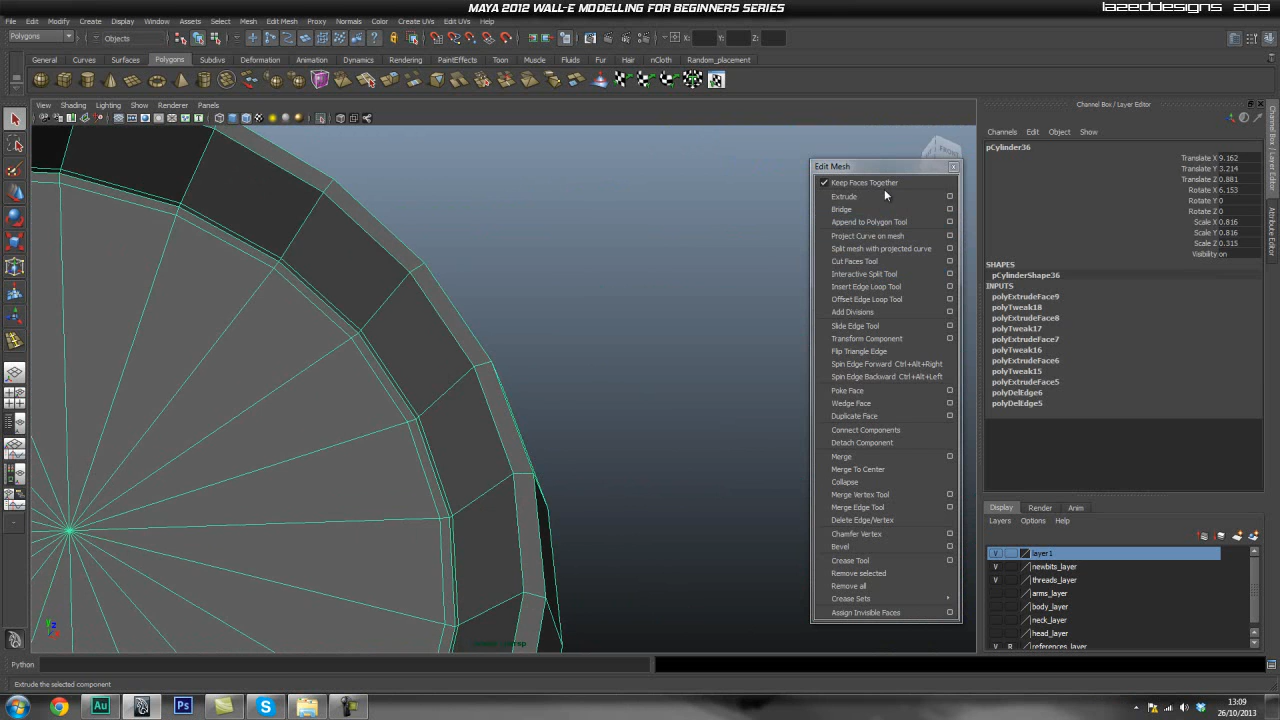 MAYA 2012 WALL-E MODELLING FOR BEGINNERS SERIES
LAZEDDESIGNS 2013
File Edit Modify Create Display Window Assets Select Mesh Edit Mesh Proxy Normals Color Create UVs Edit UVs Help
Polygons
Objects
X: Y: Z:
General Curves Surfaces Polygons Subdivs Deformation Animation Dynamics Rendering PaintEffects Toon Muscle Fluids Fur Hair nCloth Random_placement
View Shading Lighting Show Renderer Panels
Edit Mesh
Keep Faces Together
Extrude
Bridge
Append to Polygon Tool
Project Curve on mesh
Split mesh with projected curve
Cut Faces Tool
Interactive Split Tool
Insert Edge Loop Tool
Offset Edge Loop Tool
Add Divisions
Slide Edge Tool
Transform Component
Flip Triangle Edge
Spin Edge Forward Ctrl+Alt+Right
Spin Edge Backward Ctrl+Alt+Left
Poke Face
Wedge Face
Duplicate Face
Connect Components
Detach Component
Merge
Merge To Center
Collapse
Merge Vertex Tool
Merge Edge Tool
Delete Edge/Vertex
Chamfer Vertex
Bevel
Crease Tool
Remove selected
Remove all
Crease Sets
Assign Invisible Faces
Channel Box / Layer Editor
Channels Edit Object Show
pCylinder36
Translate X 9.162
Translate Y 3.214
Translate Z 0.881
Rotate X 6.153
Rotate Y 0
Rotate Z 0
Scale X 0.816
Scale Y 0.816
Scale Z 0.315
Visibility on
SHAPES
pCylinderShape36
INPUTS
polyExtrudeFace9
polyTweak18
polyExtrudeFace8
polyTweak17
polyExtrudeFace7
polyTweak16
polyExtrudeFace6
polyTweak15
polyExtrudeFace5
polyDelEdge6
polyDelEdge5
Channel Box / Layer Editor
Attribute Editor
Display Render Anim
Layers Options Help
V layer1
V newbits_layer
V threads_layer
arms_layer
body_layer
neck_layer
head_layer
V R references_layer
Python
Extrude the selected component
13:09
26/10/2013